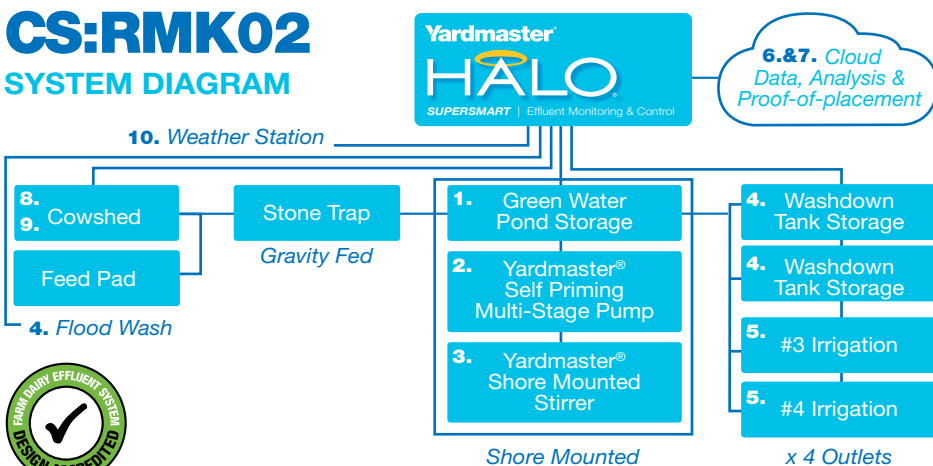 CS:RMK02
SYSTEM DIAGRAM
Yardmaster®
HALO®
SUPERSMART | Effluent Monitoring & Control
6.&7. Cloud
Data, Analysis &
Proof-of-placement
10. Weather Station
8.
9. Cowshed
Feed Pad
4. Flood Wash
Stone Trap
Gravity Fed
1. Green Water
Pond Storage
2. Yardmaster®
Self Priming
Multi-Stage Pump
3. Yardmaster®
Shore Mounted
Stirrer
Shore Mounted
4. Washdown
Tank Storage
4. Washdown
Tank Storage
5. #3 Irrigation
5. #4 Irrigation
x 4 Outlets
FARM DAIRY EFFLUENT SYSTEM
DESIGN ACCREDITED